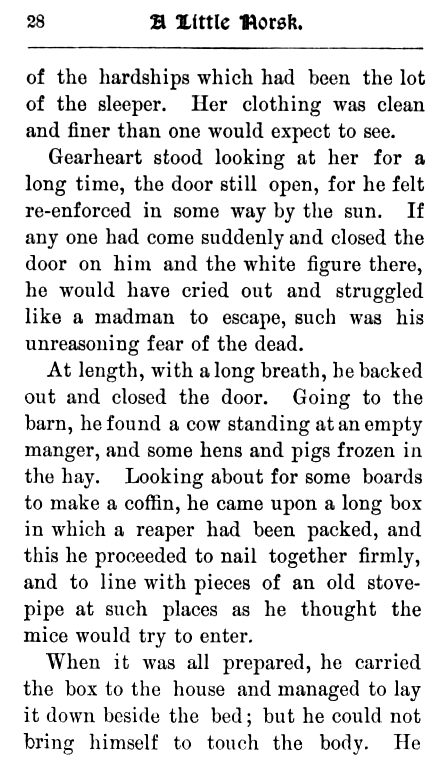 28 A Little Norsk.
of the hardships which had been the lot
of the sleeper. Her clothing was clean
and finer than one would expect to see.
Gearheart stood looking at her for a
long time, the door still open, for he felt
re-enforced in some way by the sun. If
any one had come suddenly and closed the
door on him and the white figure there,
he would have cried out and struggled
like a madman to escape, such was his
unreasoning fear of the dead.
At length, with a long breath, he backed
out and closed the door. Going to the
barn, he found a cow standing at an empty
manger, and some hens and pigs frozen in
the hay. Looking about for some boards
to make a coffin, he came upon a long box
in which a reaper had been packed, and
this he proceeded to nail together firmly,
and to line with pieces of an old stove-
pipe at such places as he thought the
mice would try to enter.
When it was all prepared, he carried
the box to the house and managed to lay
it down beside the bed; but he could not
bring himself to touch the body. He